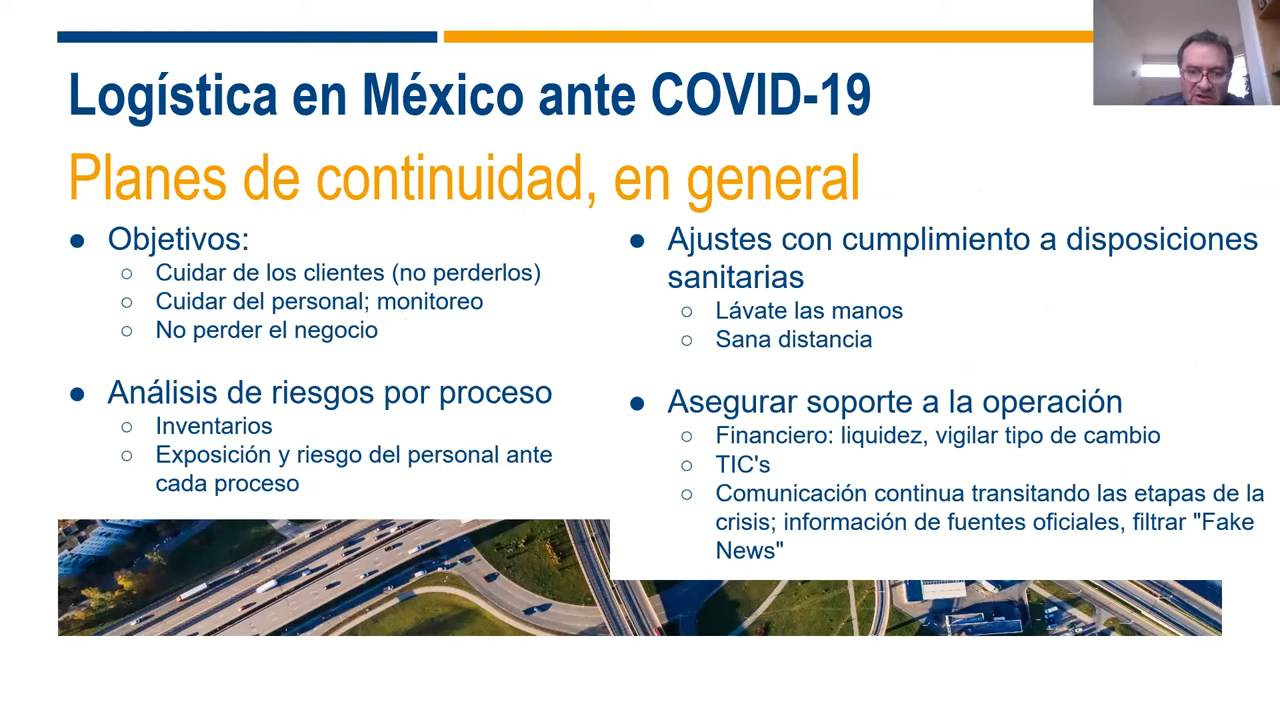 Logística en México ante COVID-19
Planes de continuidad, en general
● Objetivos:
○ Cuidar de los clientes (no perderlos)
○ Cuidar del personal; monitoreo
○ No perder el negocio
● Análisis de riesgos por proceso
○ Inventarios
○ Exposición y riesgo del personal ante
cada proceso
● Ajustes con cumplimiento a disposiciones
sanitarias
○ Lávate las manos
○ Sana distancia
● Asegurar soporte a la operación
○ Financiero: liquidez, vigilar tipo de cambio
○ TIC's
○ Comunicación continua transitando las etapas de la
crisis; información de fuentes oficiales, filtrar "Fake
News"